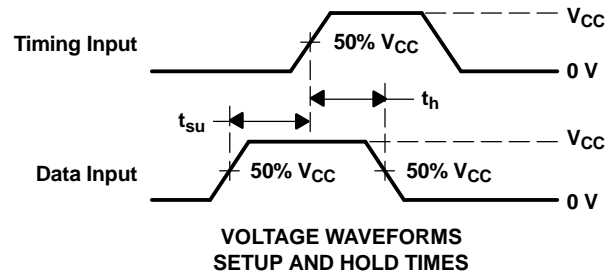 Timing Input
50% VCC
VCC
0 V
tsu
th
Data Input
50% VCC
50% VCC
VCC
0 V
VOLTAGE WAVEFORMS
SETUP AND HOLD TIMES